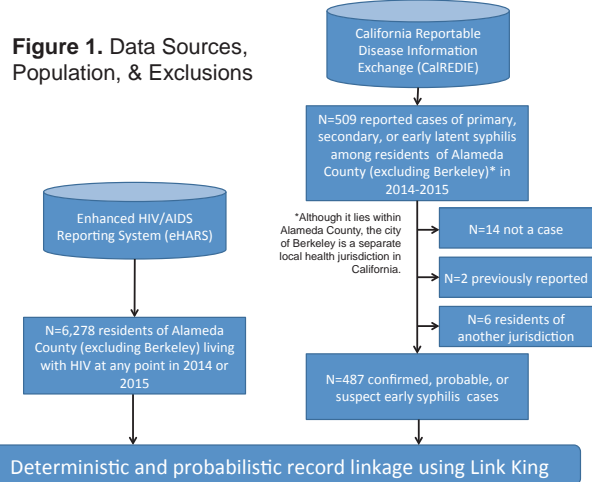 Figure 1. Data Sources,
Population, & Exclusions
California Reportable
Disease Information
Exchange (CalREDIE)
N=509 reported cases of primary,
secondary, or early latent syphilis
among residents of Alameda
County (excluding Berkeley)* in
2014-2015
*Although it lies within
Alameda County, the city
of Berkeley is a separate
local health jurisdiction in
California.
N=14 not a case
N=2 previously reported
N=6 residents of
another jurisdiction
N=487 confirmed, probable, or
suspect early syphilis cases
Enhanced HIV/AIDS
Reporting System (eHARS)
N=6,278 residents of Alameda
County (excluding Berkeley) living
with HIV at any point in 2014 or
2015
Deterministic and probabilistic record linkage using Link King